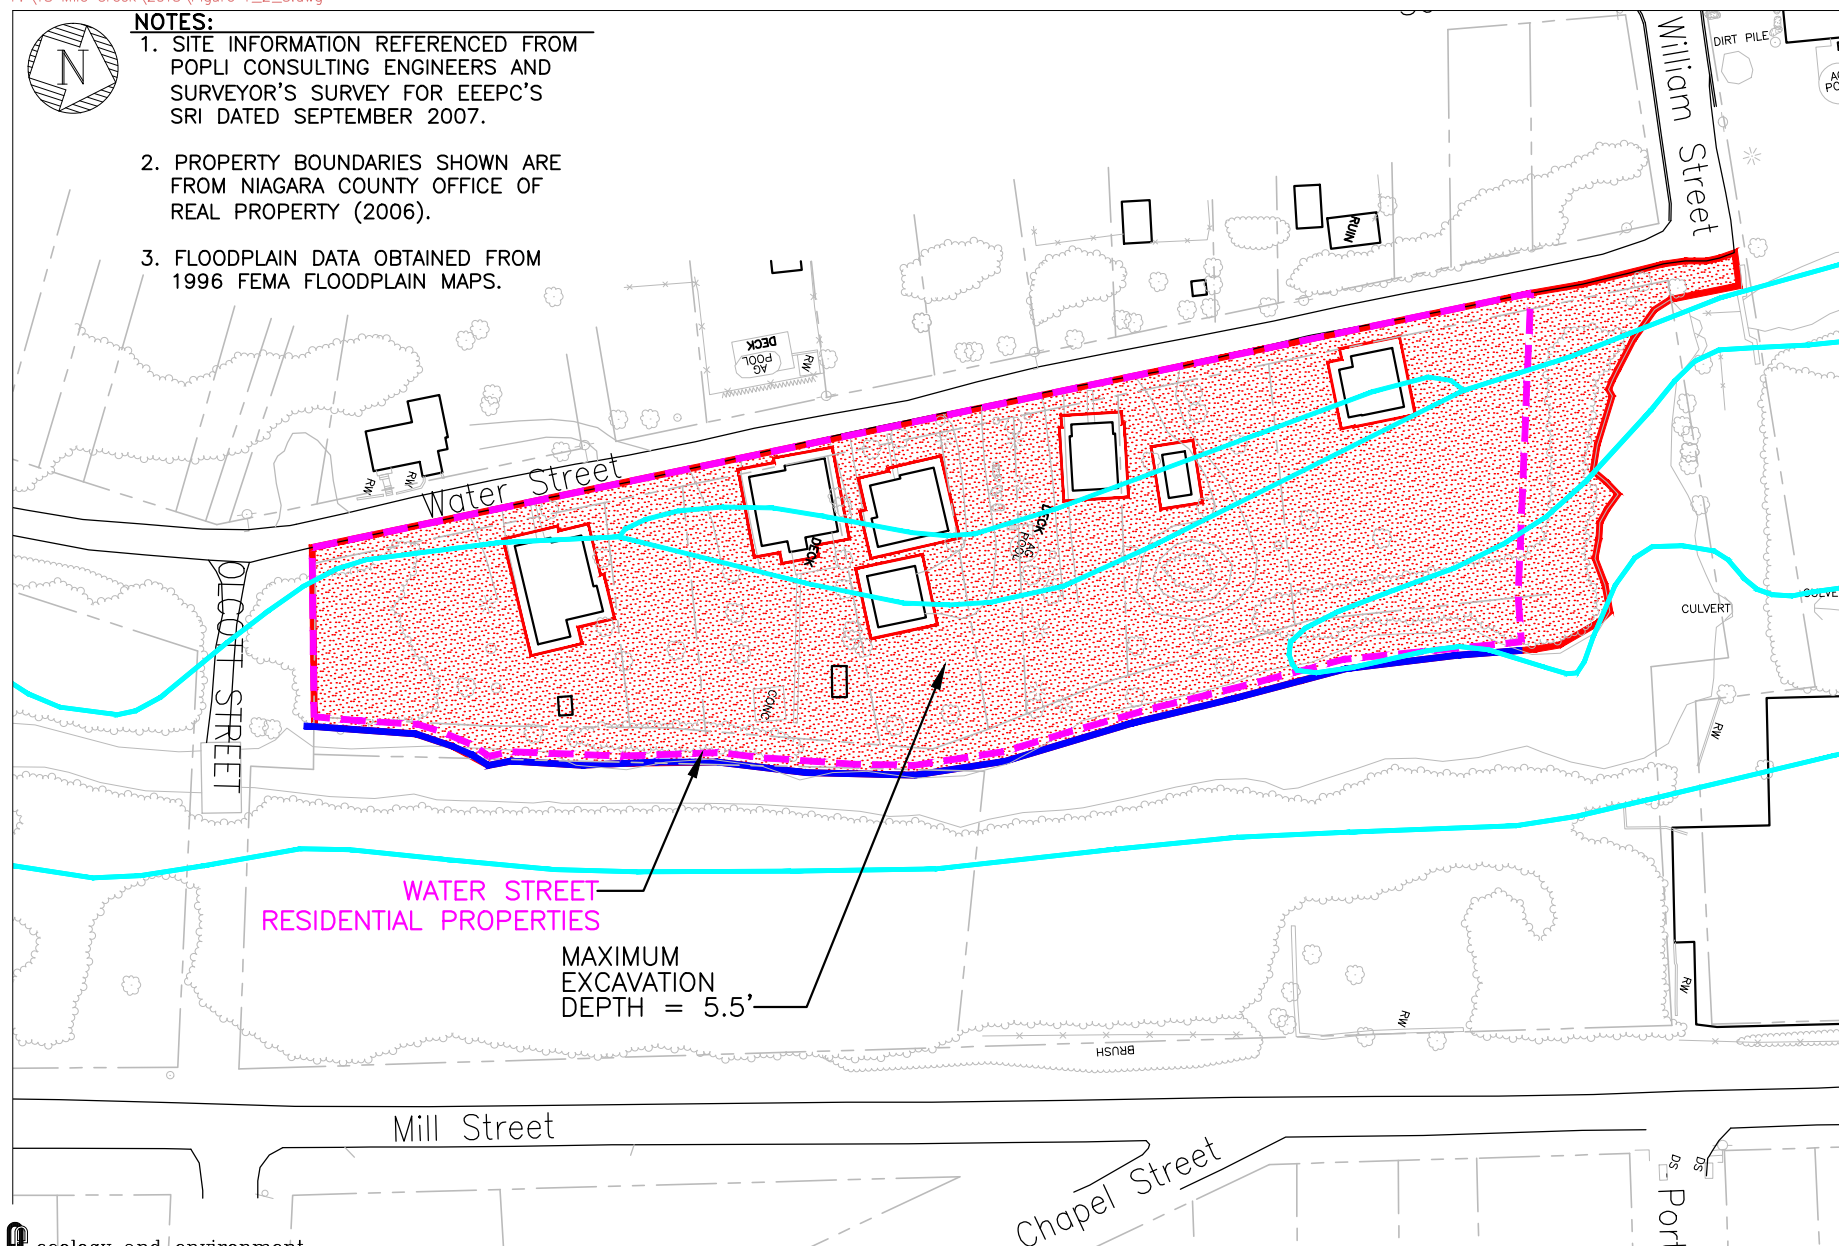 NOTES:
1. SITE INFORMATION REFERENCED FROM
POPLI CONSULTING ENGINEERS AND
SURVEYOR'S SURVEY FOR EEEPC'S
SRI DATED SEPTEMBER 2007.
2. PROPERTY BOUNDARIES SHOWN ARE
FROM NIAGARA COUNTY OFFICE OF
REAL PROPERTY (2006).
3. FLOODPLAIN DATA OBTAINED FROM
1996 FEMA FLOODPLAIN MAPS.
N
William Street
DIRT PILE
RUIN
DECK
AG
POOL
RW
RW
RW
Water Street
DECK
DECK
AG
POOL
OLCOTT STREET
CONC
CULVERT
RW
WATER STREET
RESIDENTIAL PROPERTIES
MAXIMUM
EXCAVATION
DEPTH = 5.5'
RW
RW
BRUSH
Mill Street
Chapel Street
DS
DS
Port
ecology and environment